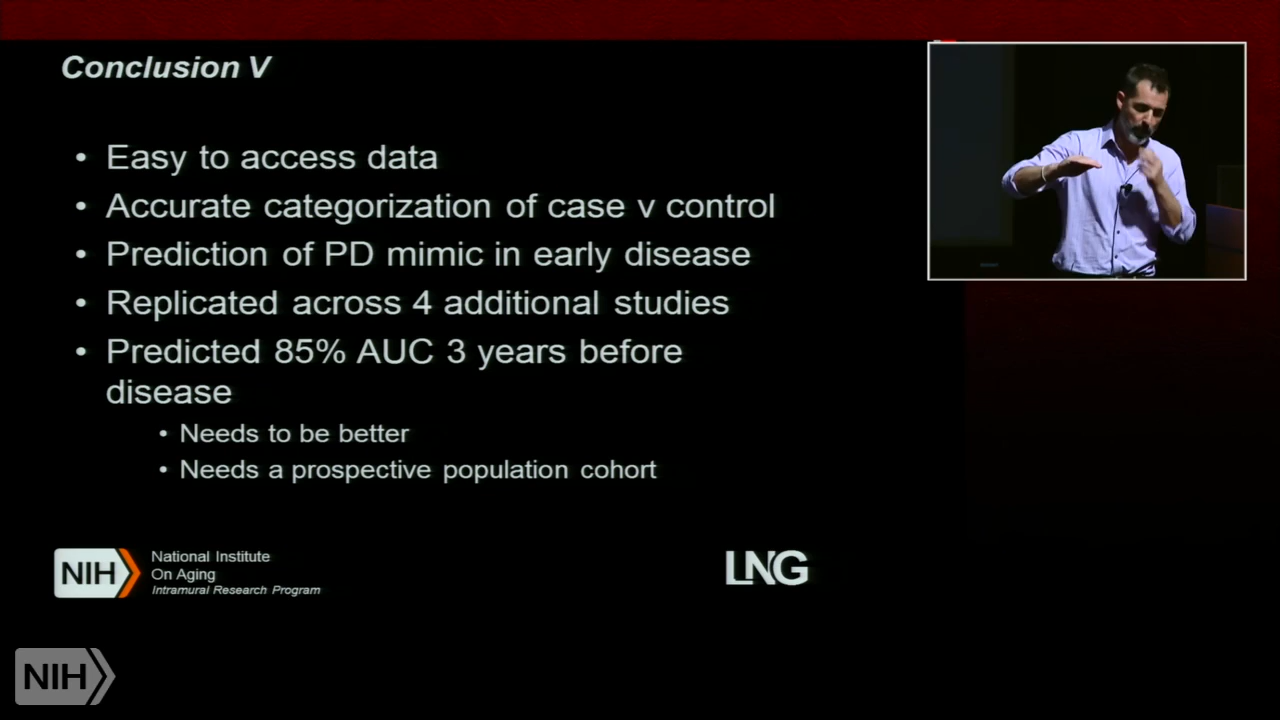 Conclusion V
• Easy to access data
• Accurate categorization of case v control
• Prediction of PD mimic in early disease
• Replicated across 4 additional studies
• Predicted 85% AUC 3 years before
disease
• Needs to be better
• Needs a prospective population cohort
NIH
National Institute
On Aging
Intramural Research Program
LNG
NIH